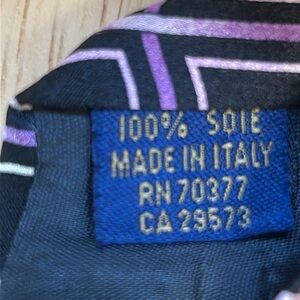 100% SOIE
MADE IN ITALY
RN 70377
CA 29573